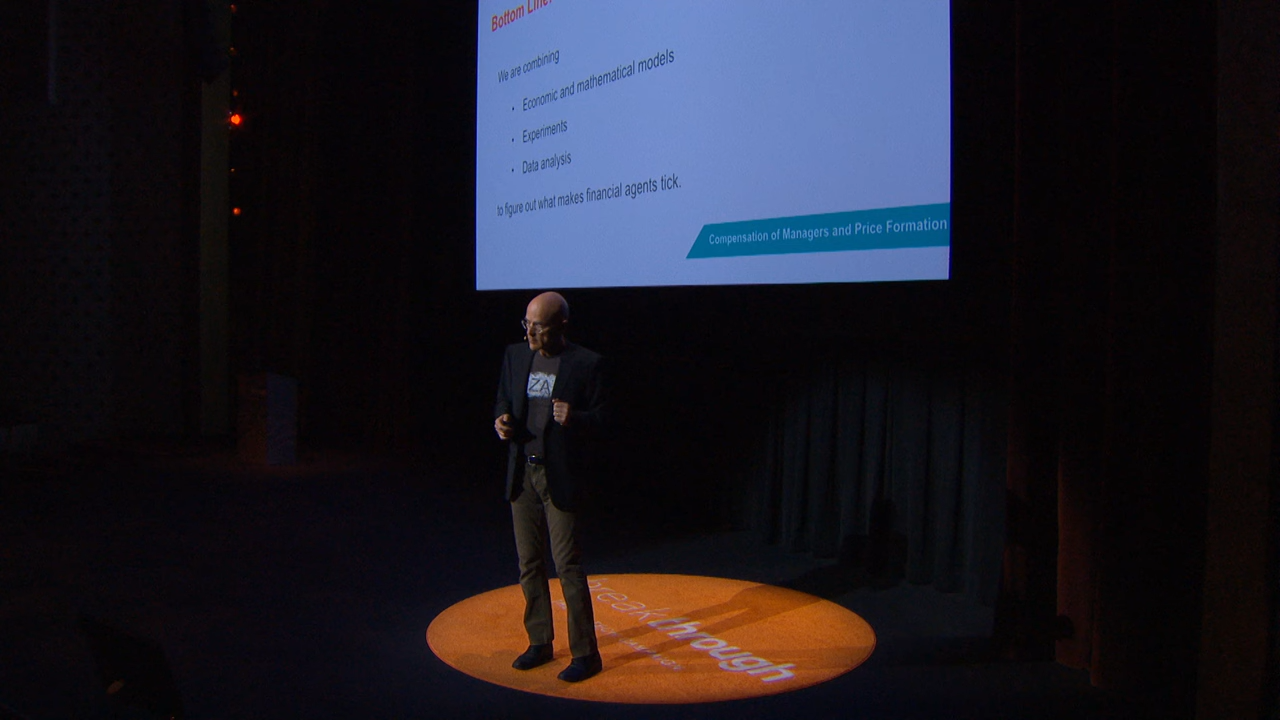 Bottom Line:
We are combining
• Economic and mathematical models
• Experiments
• Data analysis
to figure out what makes financial agents tick.
Compensation of Managers and Price Formation
ZA
breakthrough